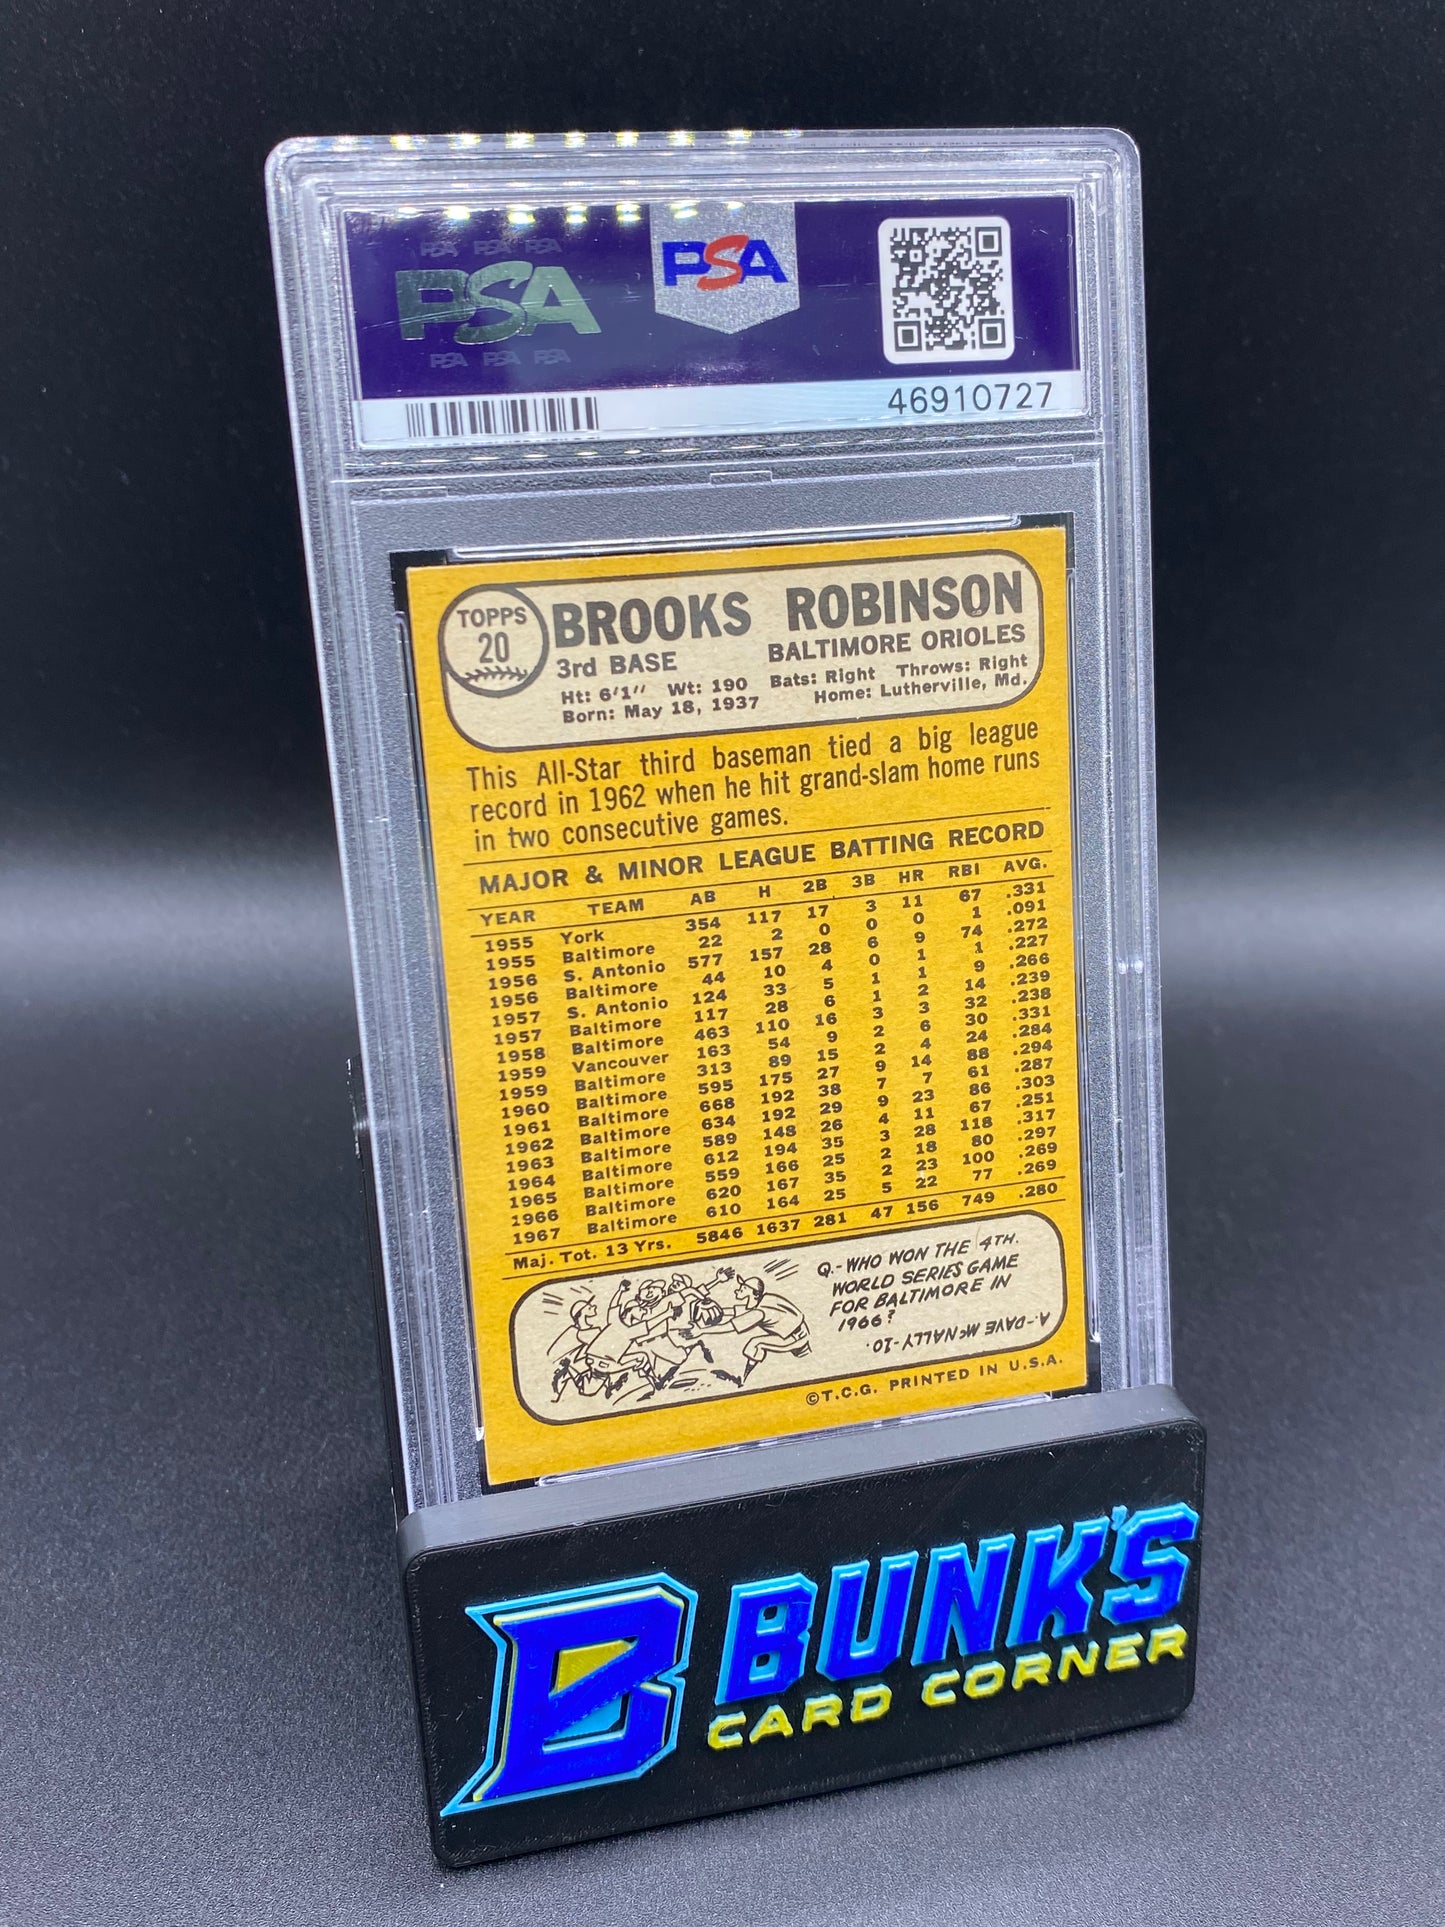 PSA PSA PSA
PSA
PSA PSA PSA
PSA
46910727
TOPPS
20
BROOKS ROBINSON
3rd BASE BALTIMORE ORIOLES
Ht: 6'1" Wt: 190 Bats: Right Throws: Right
Born: May 18, 1937 Home: Lutherville, Md.
This All-Star third baseman tied a big league
record in 1962 when he hit grand-slam home runs
in two consecutive games.
MAJOR & MINOR LEAGUE BATTING RECORD
YEAR TEAM AB H 2B 3B HR RBI AVG.
1955 York 354 117 17 3 11 67 .331
1955 Baltimore 22 2 0 0 0 1 .091
1956 S. Antonio 577 157 28 6 9 74 .272
1956 Baltimore 44 10 4 0 1 1 .227
1957 S. Antonio 124 33 5 1 1 9 .266
1957 Baltimore 117 28 6 1 2 14 .239
1958 Baltimore 463 110 16 3 3 32 .238
1959 Vancouver 163 54 9 2 6 30 .331
1959 Baltimore 313 89 15 2 4 24 .284
1960 Baltimore 595 175 27 9 14 88 .294
1961 Baltimore 668 192 38 7 7 61 .287
1962 Baltimore 634 192 29 9 23 86 .303
1963 Baltimore 589 148 26 4 11 67 .251
1964 Baltimore 612 194 35 3 28 118 .317
1965 Baltimore 559 166 25 2 18 80 .297
1966 Baltimore 620 167 35 2 23 100 .269
1967 Baltimore 610 164 25 5 22 77 .269
Maj. Tot. 13 Yrs. 5846 1637 281 47 156 749 .280
Q.-WHO WON THE 4TH.
WORLD SERIES GAME
FOR BALTIMORE IN
1966?
A.-DAVE McNALLY-10.
©T.C.G. PRINTED IN U.S.A.
B BUNK'S
CARD CORNER